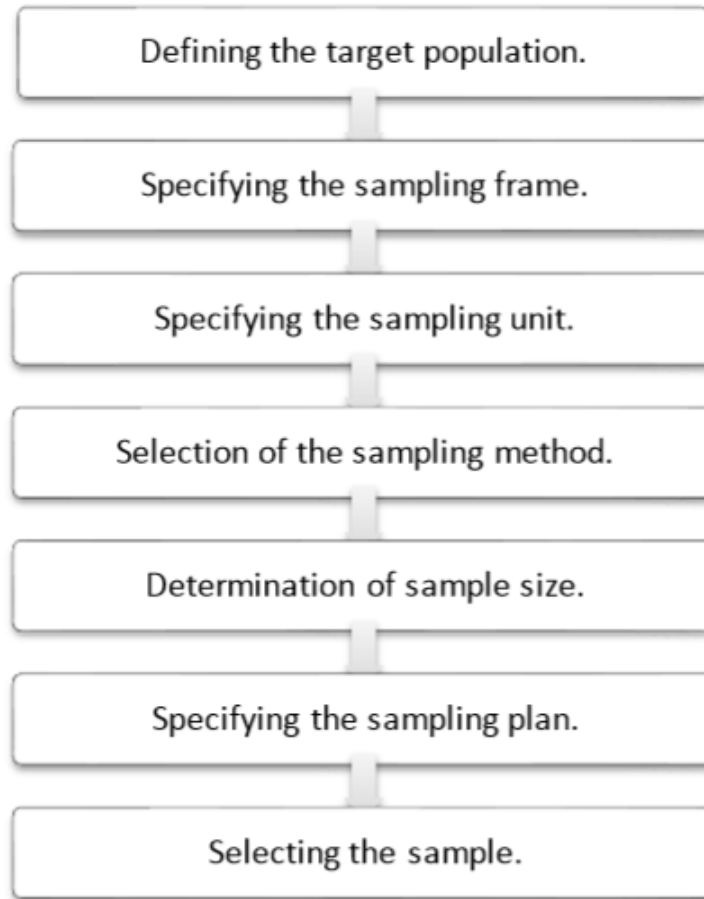 Defining the target population.
Specifying the sampling frame.
Specifying the sampling unit.
Selection of the sampling method.
Determination of sample size.
Specifying the sampling plan.
Selecting the sample.